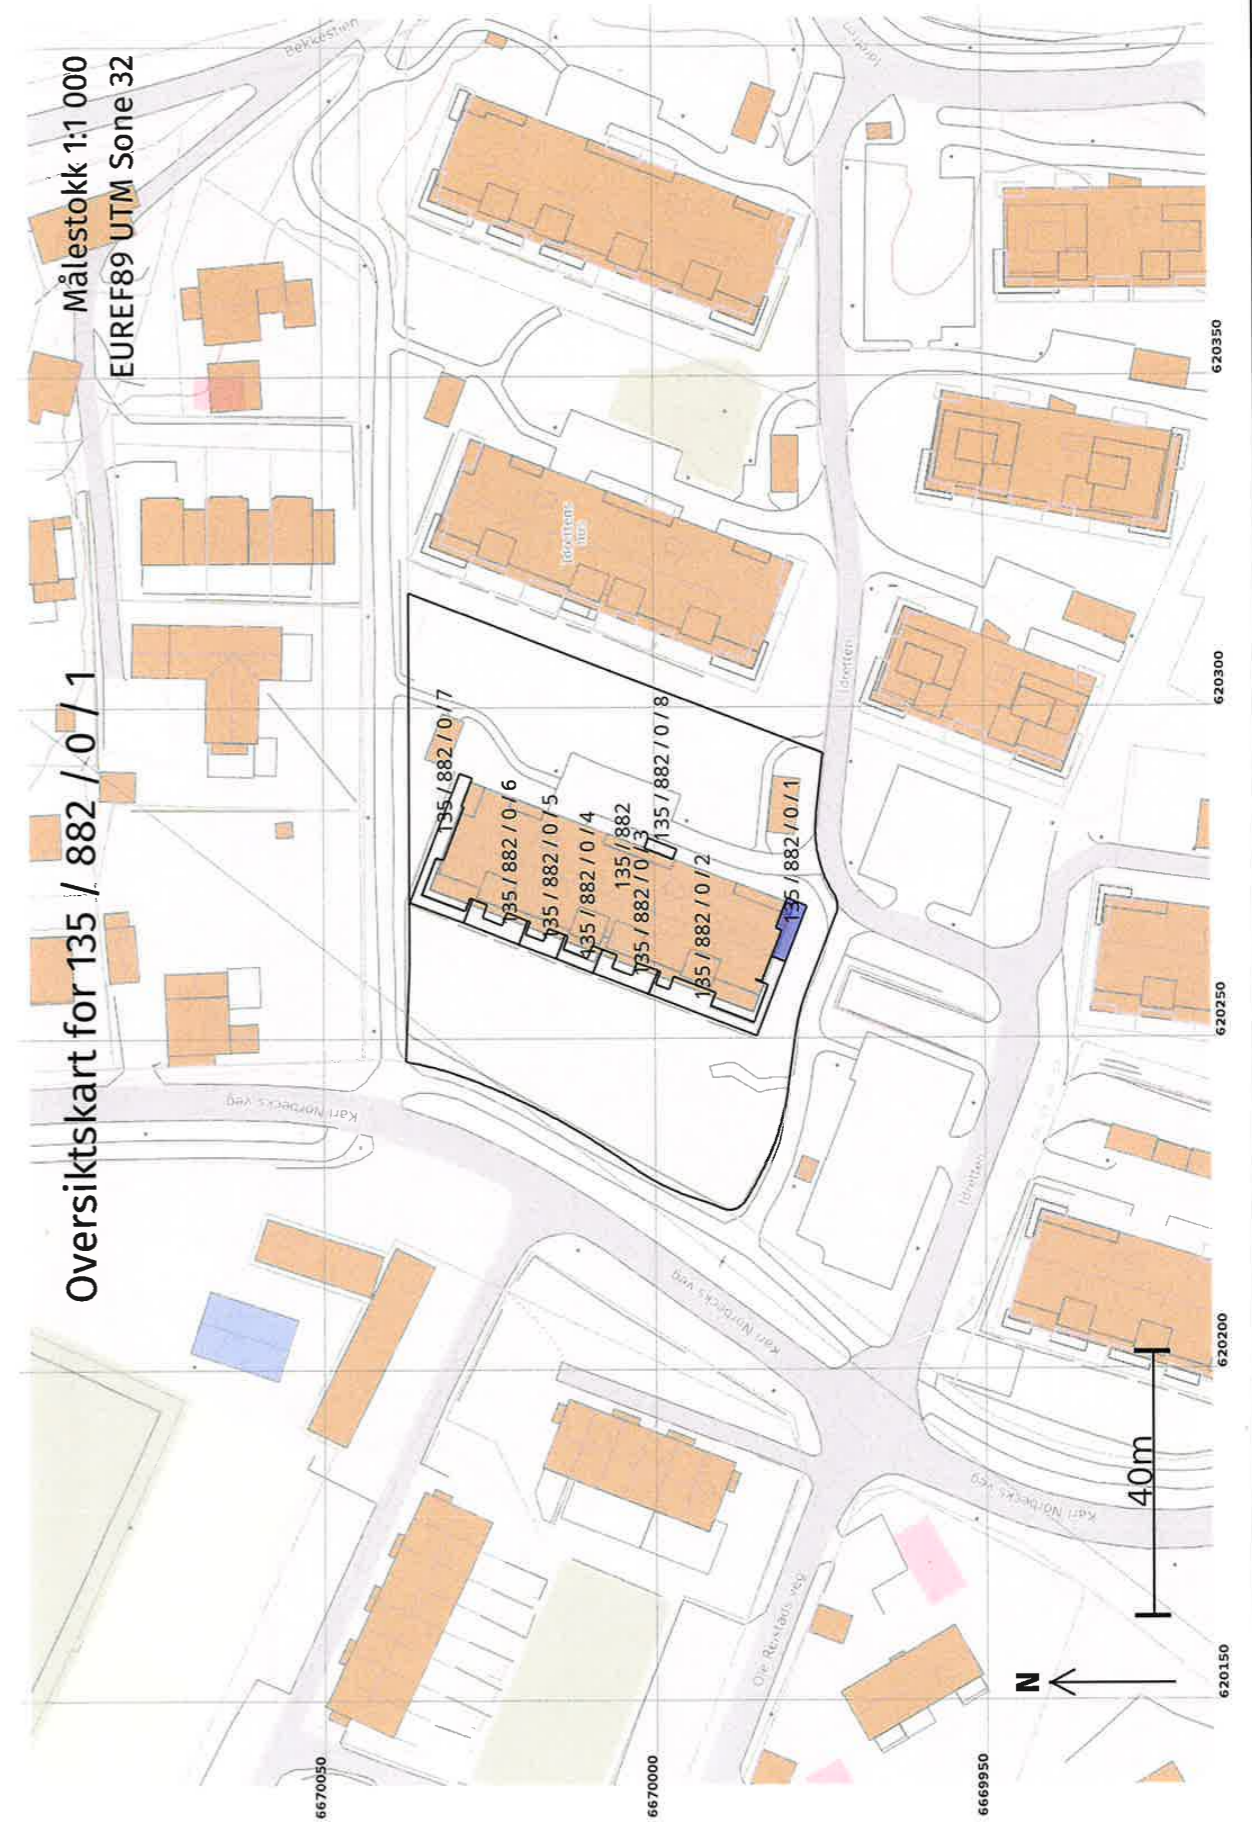 Oversiktskart for 135 / 882 / 0 / 1
Målestokk 1:1 000
EUREF89 UTM Sone 32
Bekkestien
Idretten
Karl Norbecks veg
135 / 882 / 0 / 7
135 / 882 / 0 / 6
135 / 882 / 0 / 5
135 / 882 / 0 / 4
135 / 882
135 / 882 / 0 / 3
135 / 882 / 0 / 8
135 / 882 / 0 / 2
135 / 882 / 0 / 1
Idretten
Karl Norbecks veg
Idretten
Karl Norbecks veg
Ole Reistads veg
40m
N
6670050
6670000
6669950
620150
620200
620250
620300
620350